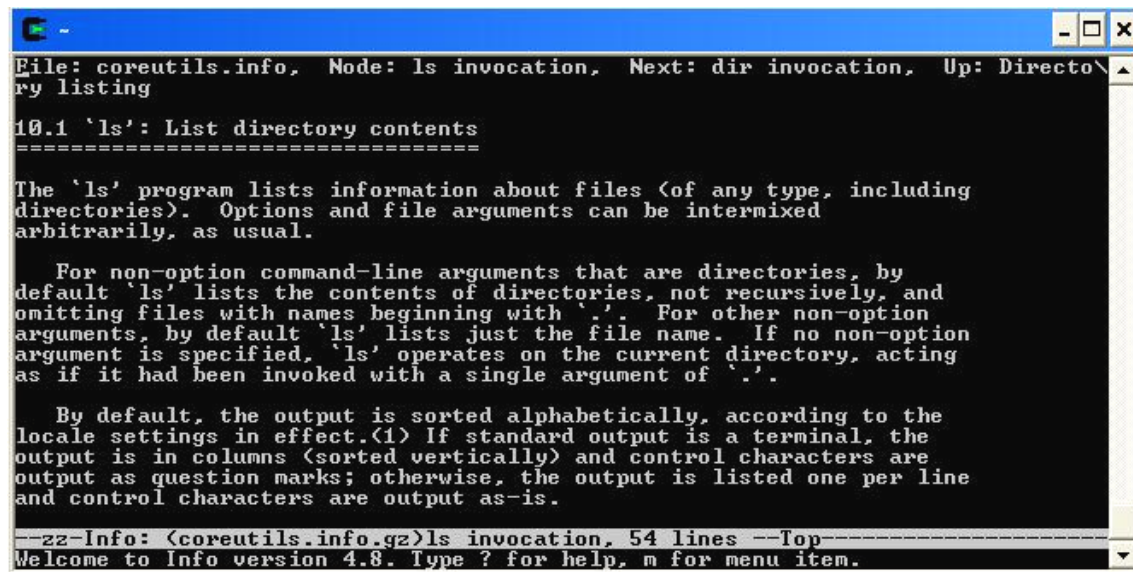 ~
File: coreutils.info,  Node: ls invocation,  Next: dir invocation,  Up: Directo\
ry listing
10.1 `ls': List directory contents
==================================
The `ls' program lists information about files (of any type, including
directories).  Options and file arguments can be intermixed
arbitrarily, as usual.
   For non-option command-line arguments that are directories, by
default `ls' lists the contents of directories, not recursively, and
omitting files with names beginning with `.'.  For other non-option
arguments, by default `ls' lists just the file name.  If no non-option
argument is specified, `ls' operates on the current directory, acting
as if it had been invoked with a single argument of `.'.
   By default, the output is sorted alphabetically, according to the
locale settings in effect.(1) If standard output is a terminal, the
output is in columns (sorted vertically) and control characters are
output as question marks; otherwise, the output is listed one per line
and control characters are output as-is.
--zz-Info: (coreutils.info.gz)ls invocation, 54 lines --Top---------------------
Welcome to Info version 4.8. Type ? for help, m for menu item.